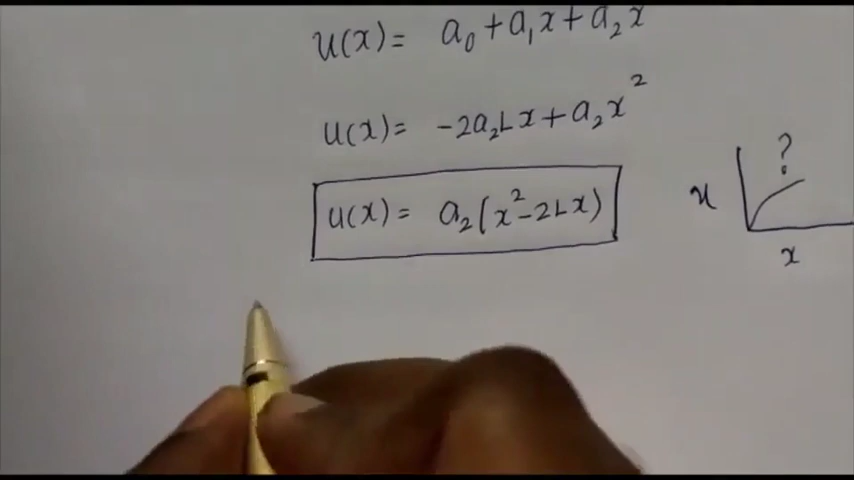 u(x) = a₀ + a₁x + a₂x
u(x) = -2a₂Lx + a₂x²
u(x) = a₂(x² - 2Lx)
?
u
x